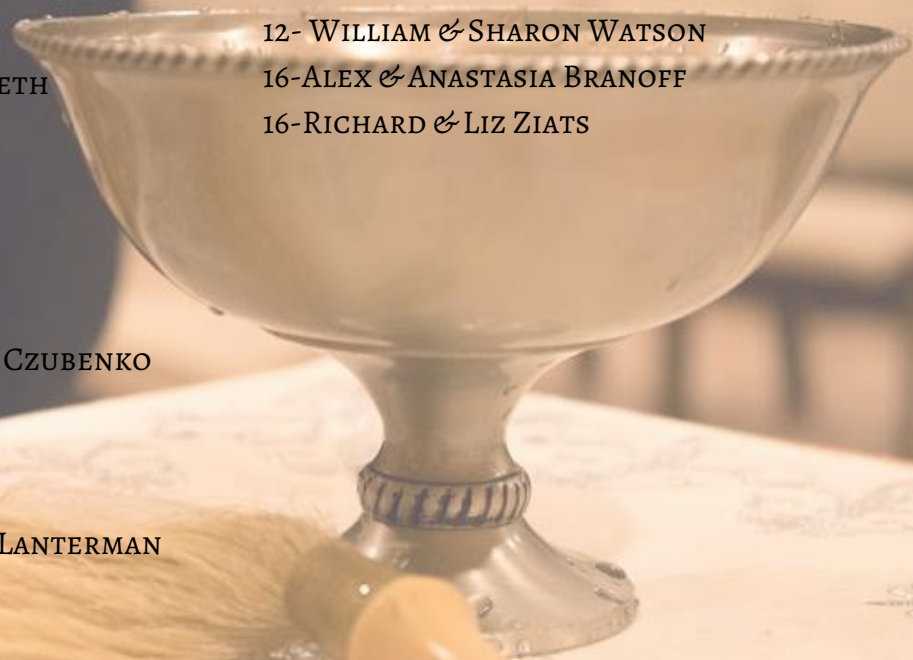 12- William & Sharon Watson
16-Alex & Anastasia Branoff
16-Richard & Liz Ziats
eth
Czubenko
Lanterman